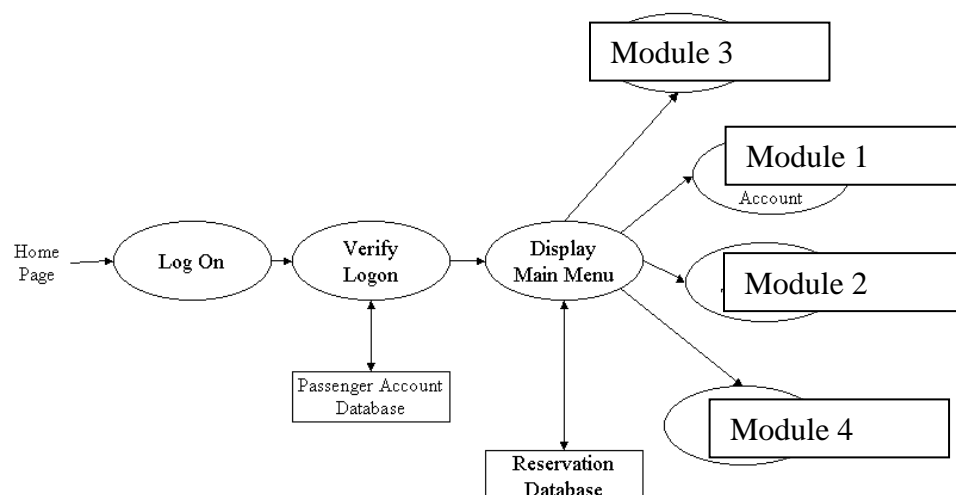 Module 3
Module 1
Account
Home
Page
Log On
Verify
Logon
Display
Main Menu
Module 2
Passenger Account
Database
Module 4
Reservation
Database